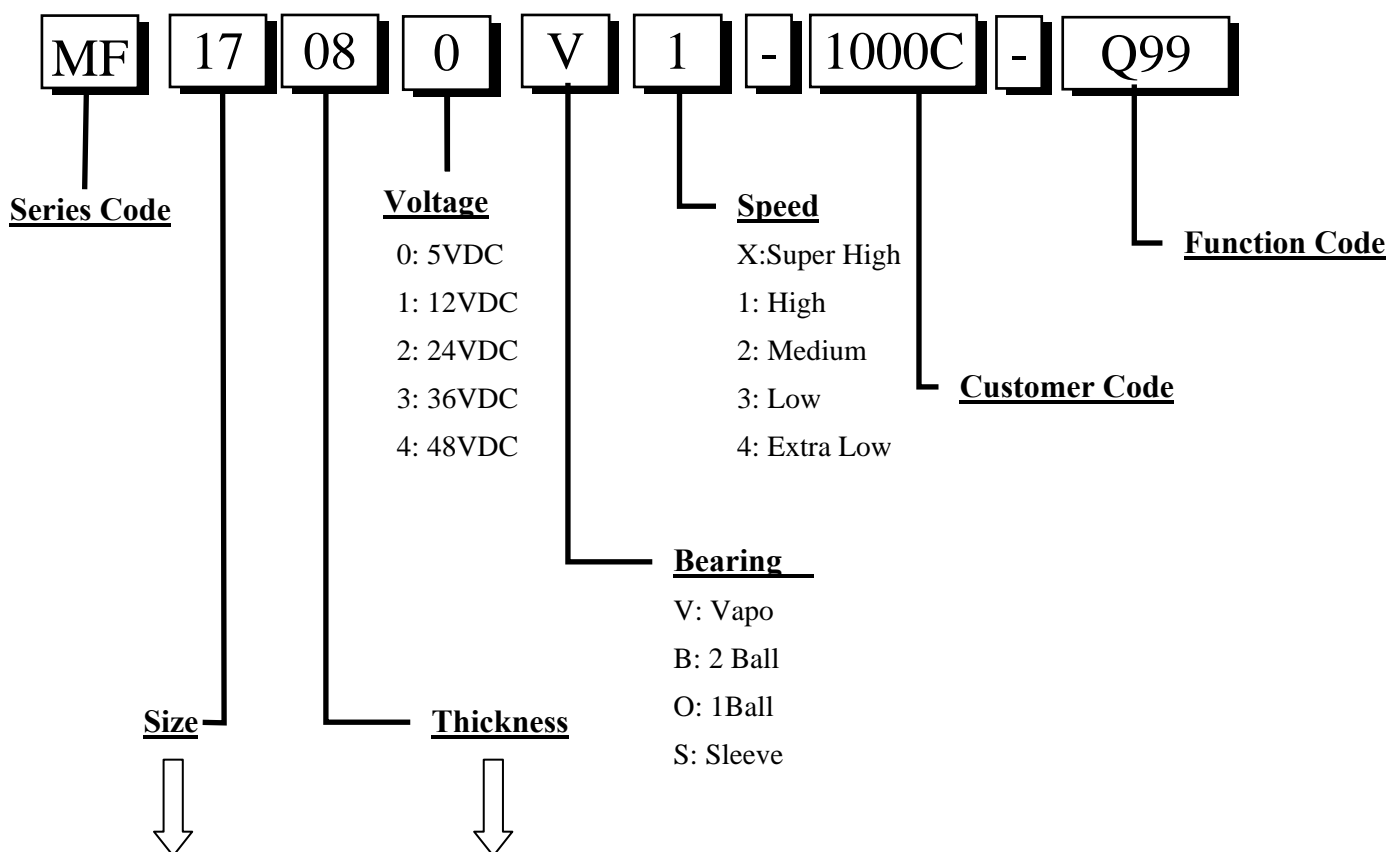 MF 17 08 0 V 1 - 1000C - Q99
Series Code
Voltage
0: 5VDC
1: 12VDC
2: 24VDC
3: 36VDC
4: 48VDC
Speed
X:Super High
1: High
2: Medium
3: Low
4: Extra Low
Function Code
Customer Code
Bearing
V: Vapo
B: 2 Ball
O: 1Ball
S: Sleeve
Size
Thickness